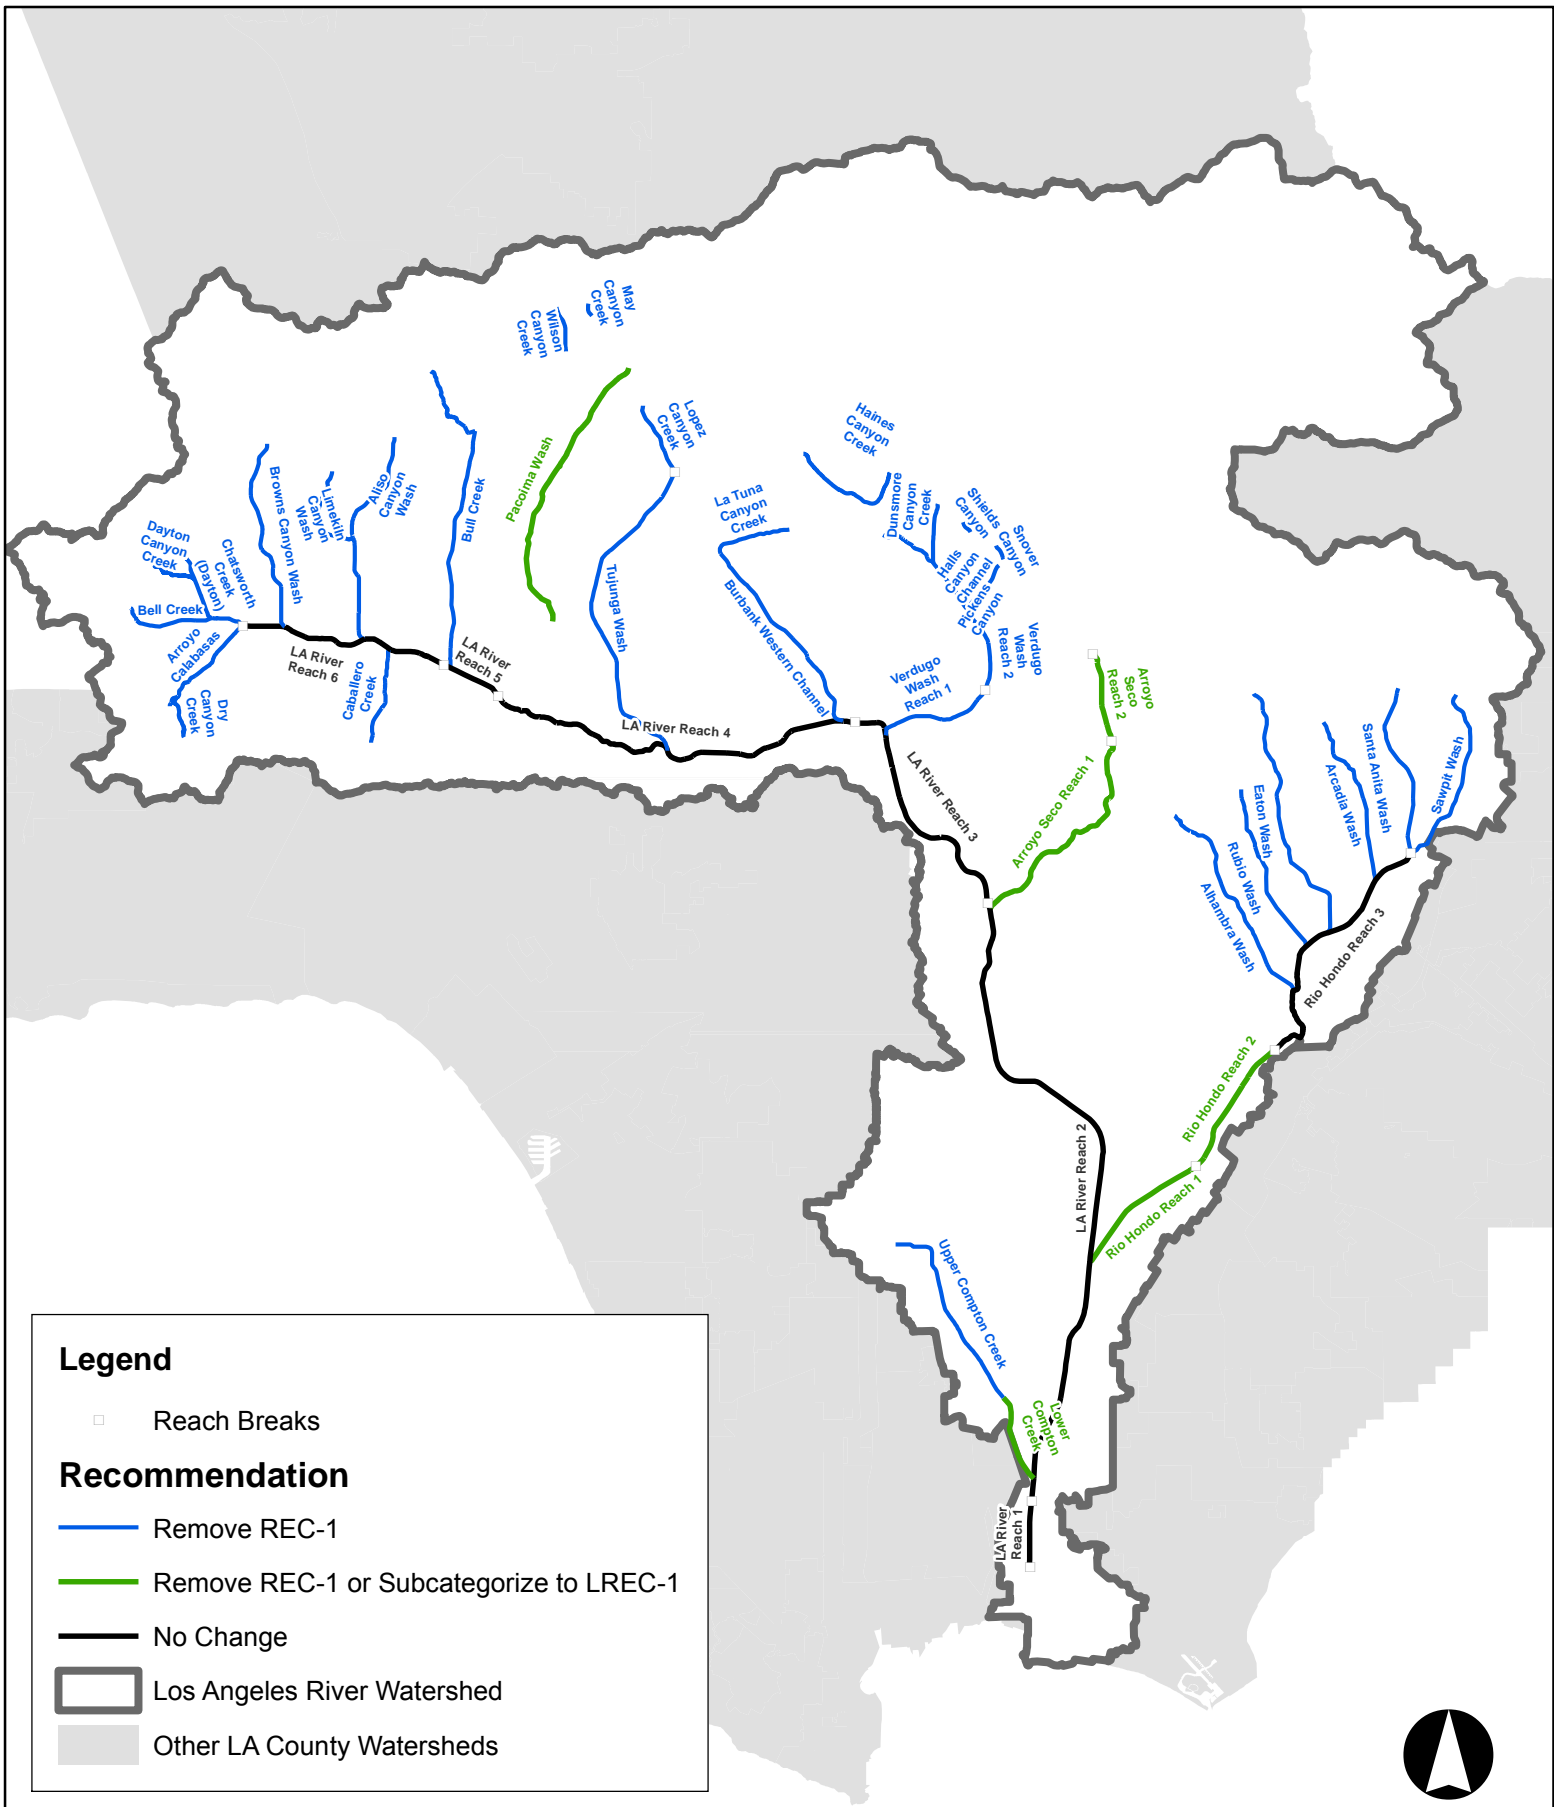 May
Canyon
Creek
Wilson
Canyon
Creek
Lopez
Canyon
Creek
Pacoima Wash
Haines
Canyon
Creek
Browns Canyon Wash
Limekiln
Canyon
Wash
Aliso
Canyon
Wash
Bull Creek
La Tuna
Canyon
Creek
Dunsmore
Canyon
Creek
Shields
Canyon
Snover
Canyon
Halls
Canyon
Channel
Pickens
Canyon
Dayton
Canyon
Creek
Chatsworth
Creek
(Dayton)
Bell Creek
Arroyo
Calabasas
Dry
Canyon
Creek
LA River
Reach 6
Caballero
Creek
LA River
Reach 5
Tujunga Wash
Burbank Western Channel
LA River Reach 4
Verdugo
Wash
Reach 1
Verdugo
Wash
Reach 2
Arroyo
Seco
Reach 2
LA River Reach 3
Arroyo Seco Reach 1
Eaton Wash
Rubio Wash
Alhambra Wash
Arcadia Wash
Santa Anita Wash
Sawpit Wash
Rio Hondo Reach 3
Rio Hondo Reach 2
Rio Hondo Reach 1
LA River Reach 2
Upper Compton Creek
Lower
Compton
Creek
LA River
Reach 1
Legend
Reach Breaks
Recommendation
Remove REC-1
Remove REC-1 or Subcategorize to LREC-1
No Change
Los Angeles River Watershed
Other LA County Watersheds